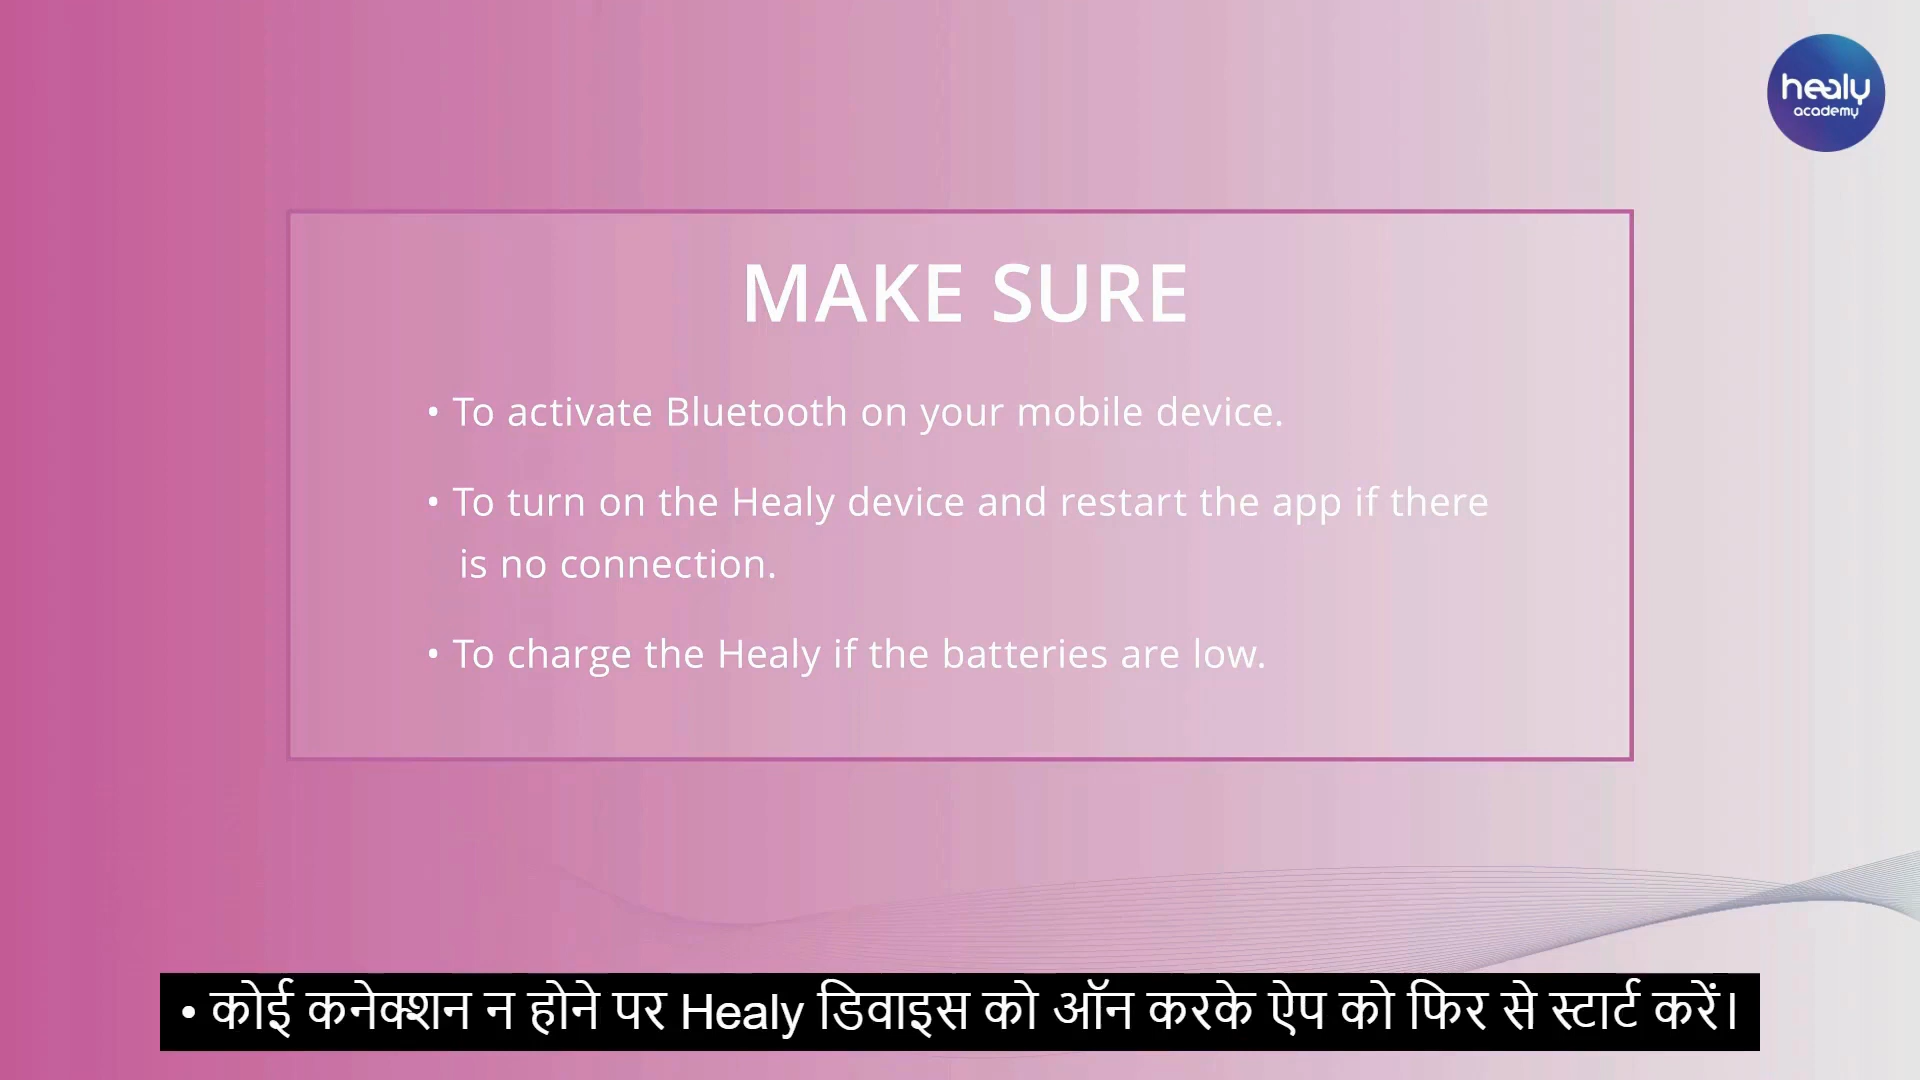 healy
academy
MAKE SURE
• To activate Bluetooth on your mobile device.
• To turn on the Healy device and restart the app if there
is no connection.
• To charge the Healy if the batteries are low.
• कोई कनेक्शन न होने पर Healy डिवाइस को ऑन करके ऐप को फिर से स्टार्ट करें।